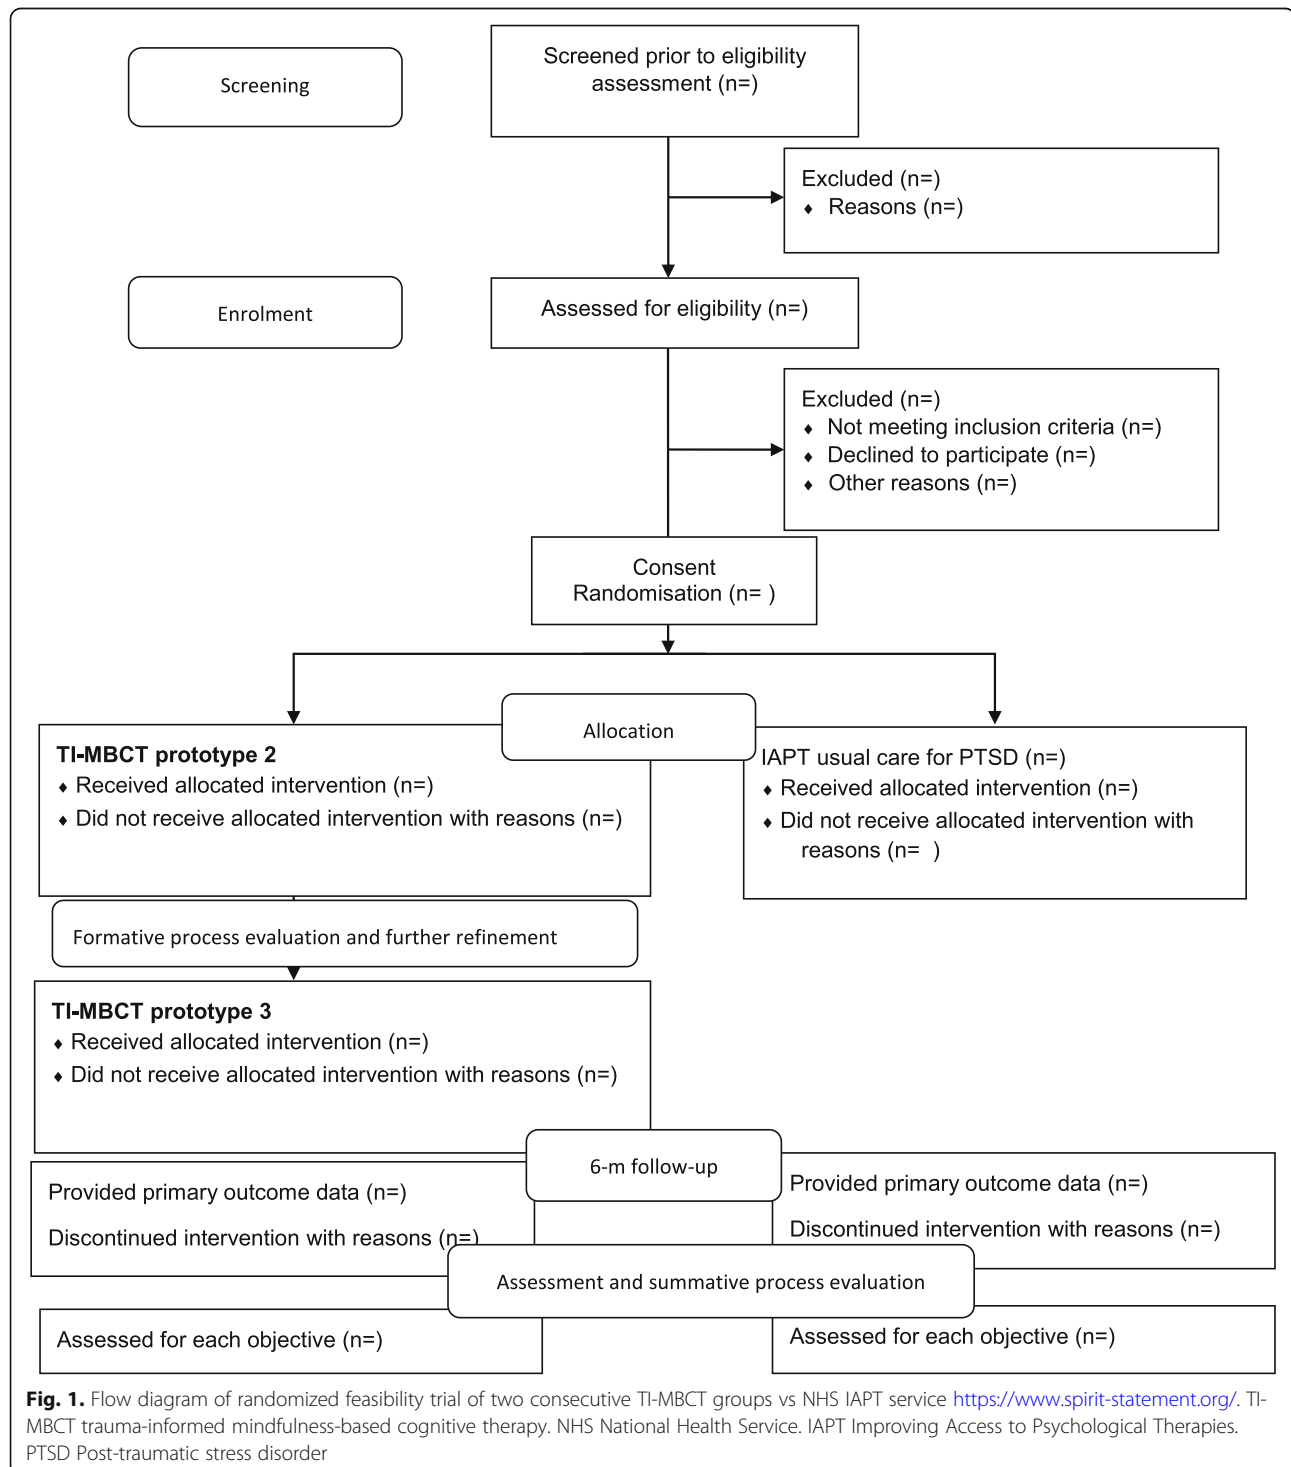 Screening
Screened prior to eligibility
assessment (n=)
Excluded (n=)
♦ Reasons (n=)
Enrolment
Assessed for eligibility (n=)
Excluded (n=)
♦ Not meeting inclusion criteria (n=)
♦ Declined to participate (n=)
♦ Other reasons (n=)
Consent
Randomisation (n= )
Allocation
TI-MBCT prototype 2
♦ Received allocated intervention (n=)
♦ Did not receive allocated intervention with reasons (n=)
IAPT usual care for PTSD (n=)
♦ Received allocated intervention (n=)
♦ Did not receive allocated intervention with
reasons (n= )
Formative process evaluation and further refinement
TI-MBCT prototype 3
♦ Received allocated intervention (n=)
♦ Did not receive allocated intervention with reasons (n=)
6-m follow-up
Provided primary outcome data (n=)
Discontinued intervention with reasons (n=)
Provided primary outcome data (n=)
Discontinued intervention with reasons (n=)
Assessment and summative process evaluation
Assessed for each objective (n=)
Assessed for each objective (n=)
Fig. 1. Flow diagram of randomized feasibility trial of two consecutive TI-MBCT groups vs NHS IAPT service https://www.spirit-statement.org/. TI-
MBCT trauma-informed mindfulness-based cognitive therapy. NHS National Health Service. IAPT Improving Access to Psychological Therapies.
PTSD Post-traumatic stress disorder